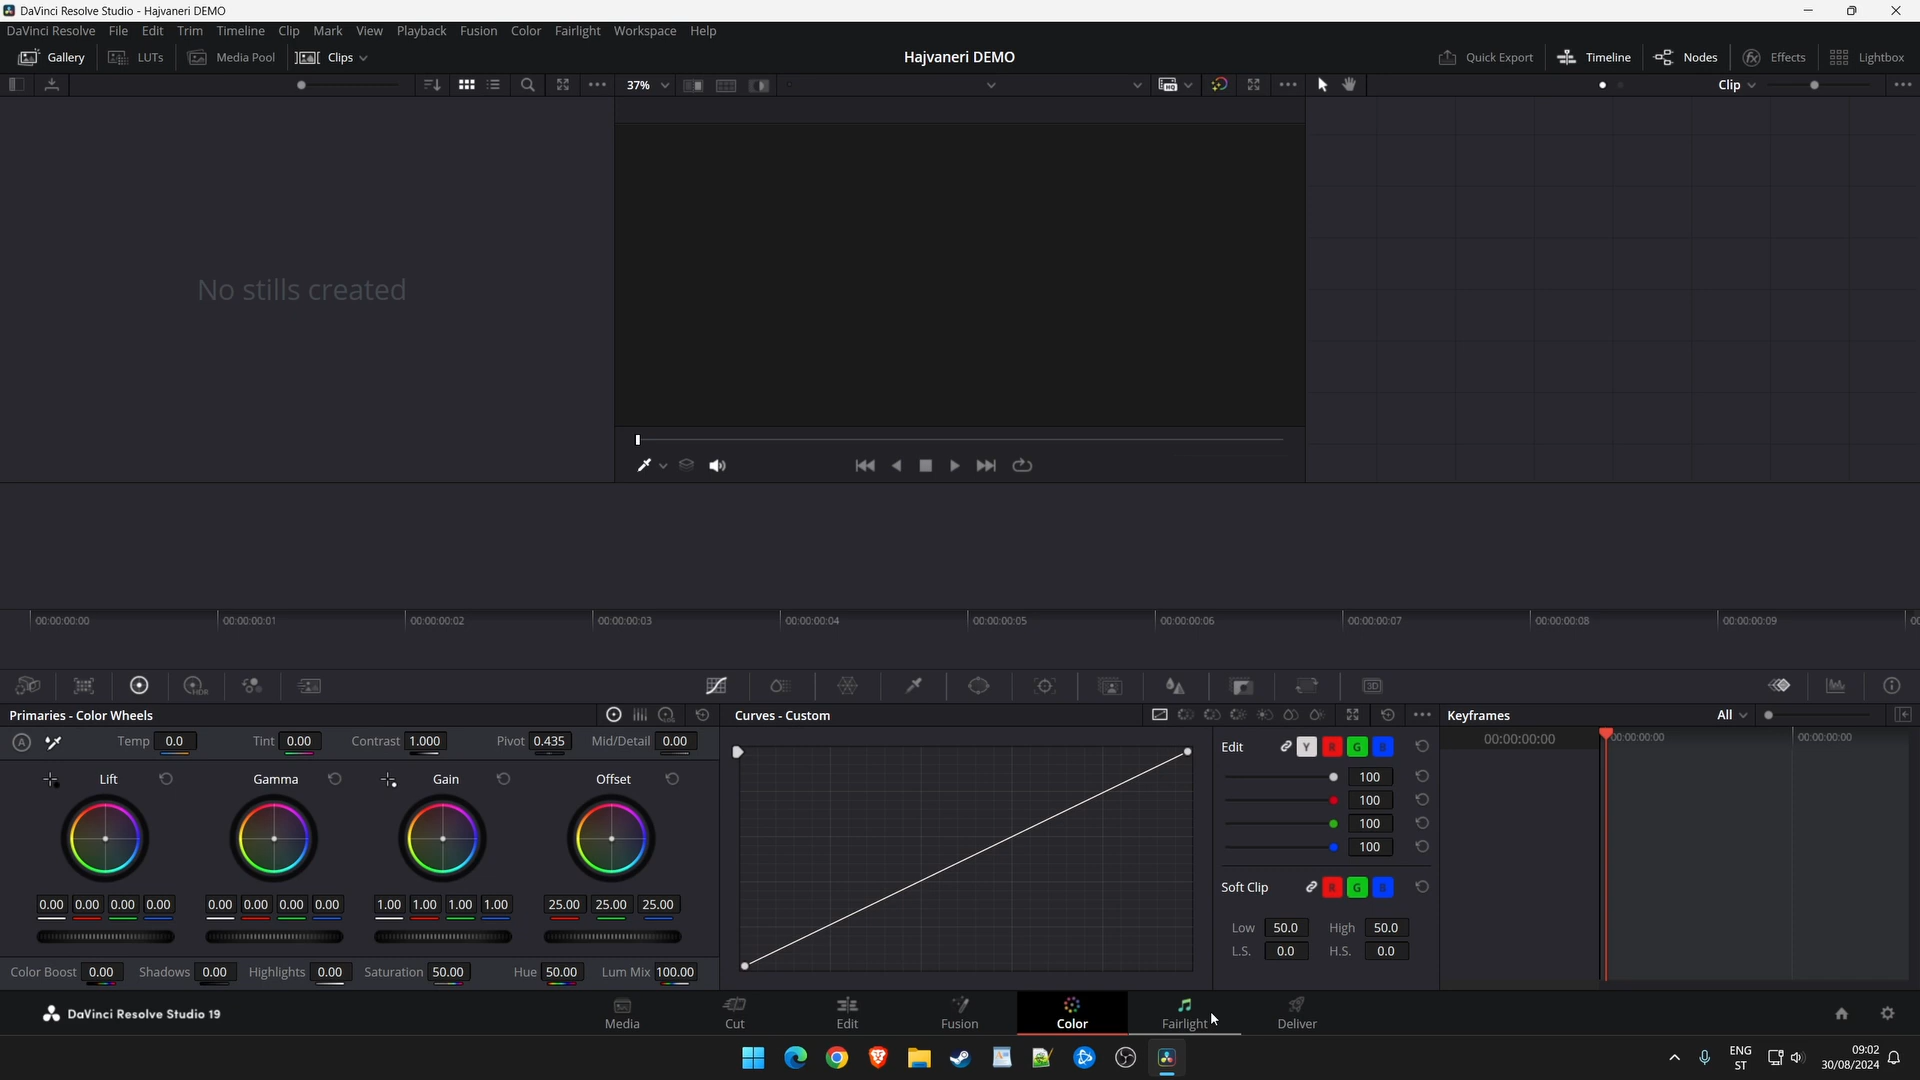 DaVinci Resolve Studio - Hajvaneri DEMO
DaVinci Resolve File Edit Trim Timeline Clip Mark View Playback Fusion Color Fairlight Workspace Help
Gallery LUTs Media Pool Clips Hajvaneri DEMO Quick Export Timeline Nodes Effects Lightbox
37% HQ Clip
No stills created
00:00:00:00 00:00:00:01 00:00:00:02 00:00:00:03 00:00:00:04 00:00:00:05 00:00:00:06 00:00:00:07 00:00:00:08 00:00:00:09 00
HDR 3D
Primaries - Color Wheels Curves - Custom Keyframes All
Temp 0.0 Tint 0.00 Contrast 1.000 Pivot 0.435 Mid/Detail 0.00
A
Lift Gamma Gain Offset
0.00 0.00 0.00 0.00 0.00 0.00 0.00 0.00 1.00 1.00 1.00 1.00 25.00 25.00 25.00
Color Boost 0.00 Shadows 0.00 Highlights 0.00 Saturation 50.00 Hue 50.00 Lum Mix 100.00
Edit Y R G B
100
100
100
100
Soft Clip R G B
Low 50.0 High 50.0
L.S. 0.0 H.S. 0.0
00:00:00:00 00:00:00:00 00:00:00:00
DaVinci Resolve Studio 19
Media Cut Edit Fusion Color Fairlight Deliver
ENG
ST
09:02
30/08/2024